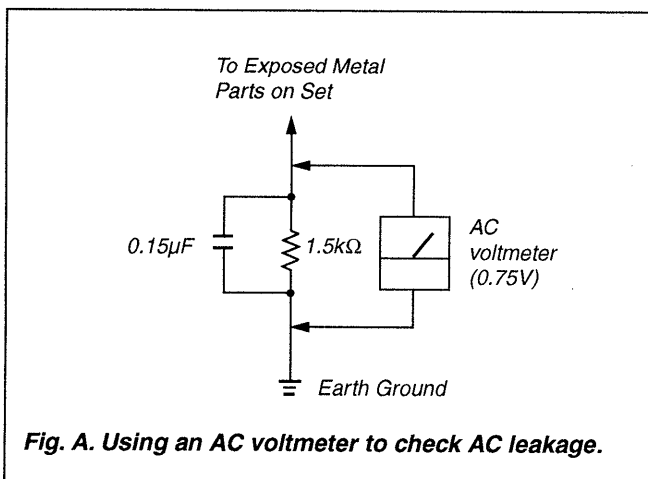 To Exposed Metal
Parts on Set
0.15µF
1.5kΩ
AC
voltmeter
(0.75V)
Earth Ground
Fig. A. Using an AC voltmeter to check AC leakage.